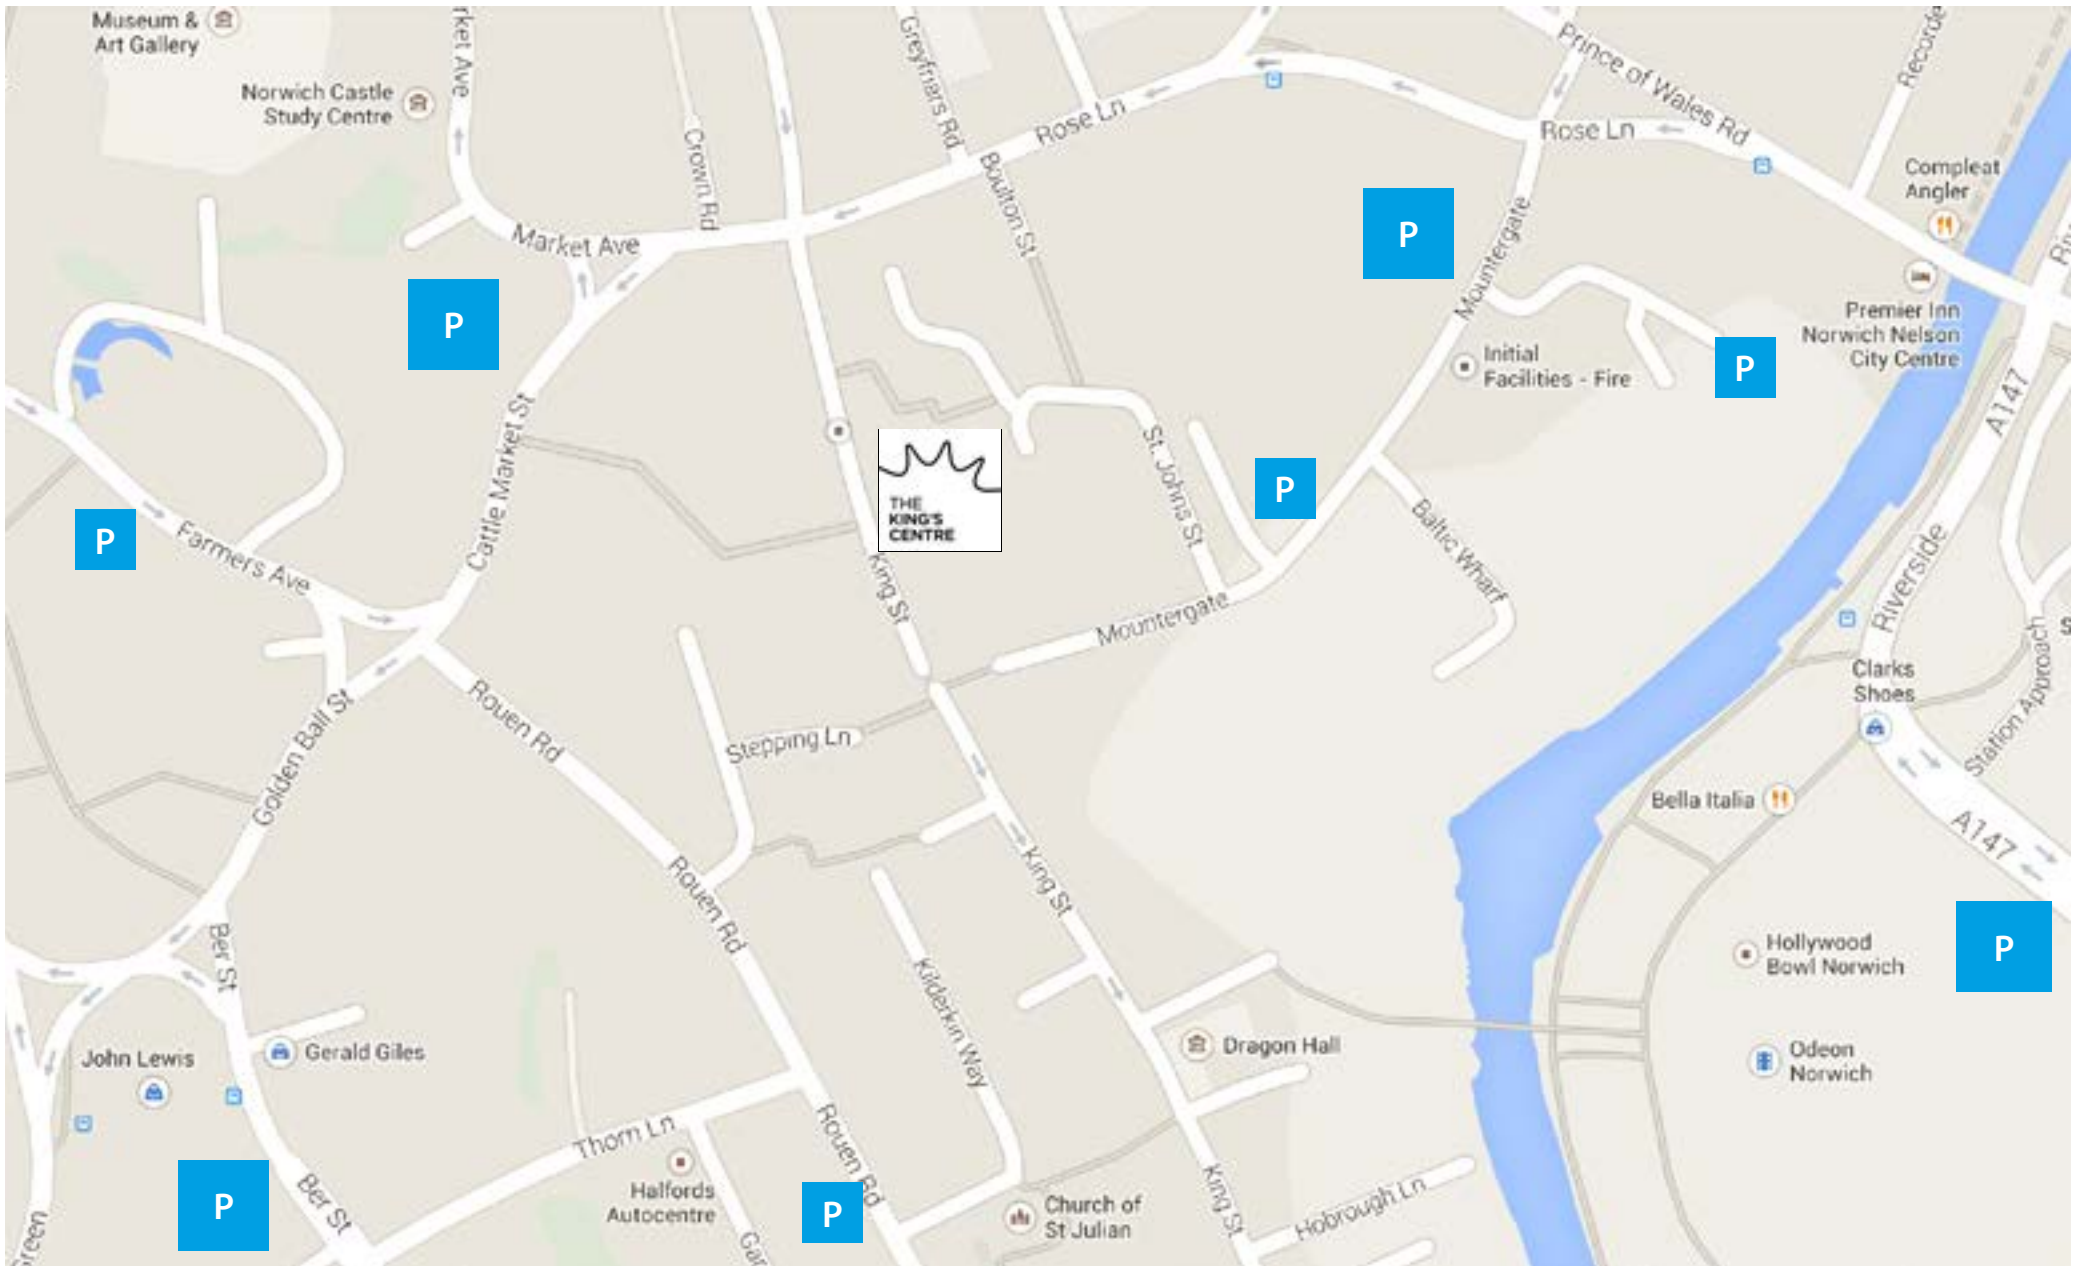 Museum &
Art Gallery
Norwich Castle
Study Centre
rket Ave
Greyfriars Rd
Crown Rd
Boulton St
Rose Ln
Prince of Wales Rd
Rose Ln
Compleat
Angler
Market Ave
P
P
Mountergate
Premier Inn
Norwich Nelson
City Centre
Initial
Facilities - Fire
P
A147
Cattle Market St
THE
KING'S
CENTRE
St. Johns St
P
Baltic Wharf
P
Farmers Ave
King St
Mountergate
Riverside
Clarks
Shoes
Station Approach
Golden Ball St
Rouen Rd
Stepping Ln
Bella Italia
A147
Rouen Rd
King St
Ber St
Kilderkin Way
Hollywood
Bowl Norwich
P
John Lewis
Gerald Giles
Dragon Hall
Odeon
Norwich
Thorn Ln
Rouen Rd
Halfords
Autocentre
P
Ber St
P
Church of
St Julian
King St
Hobrough Ln